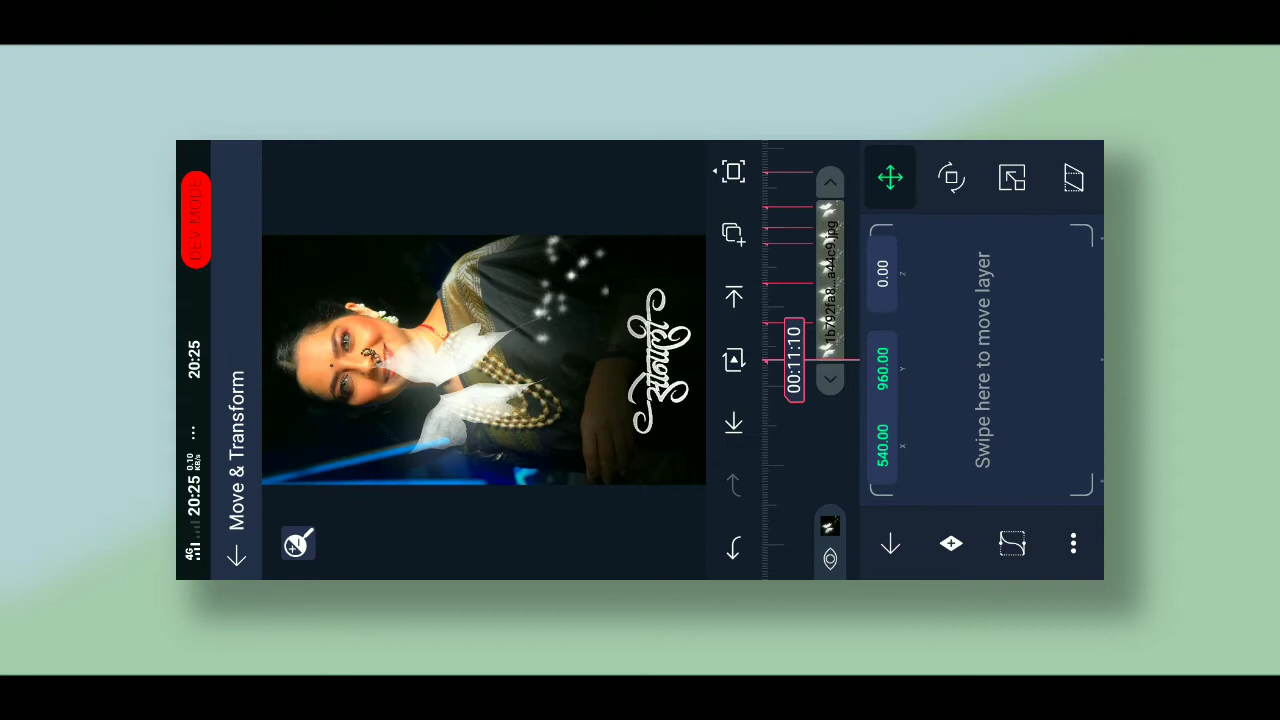 4G 20:25 0.10 KB/s ... 20:25 DEV MODE
Move & Transform
00:11:10
1b792fa8...a44c9.jpg
540.00 960.00 0.00
X Y Z
Swipe here to move layer